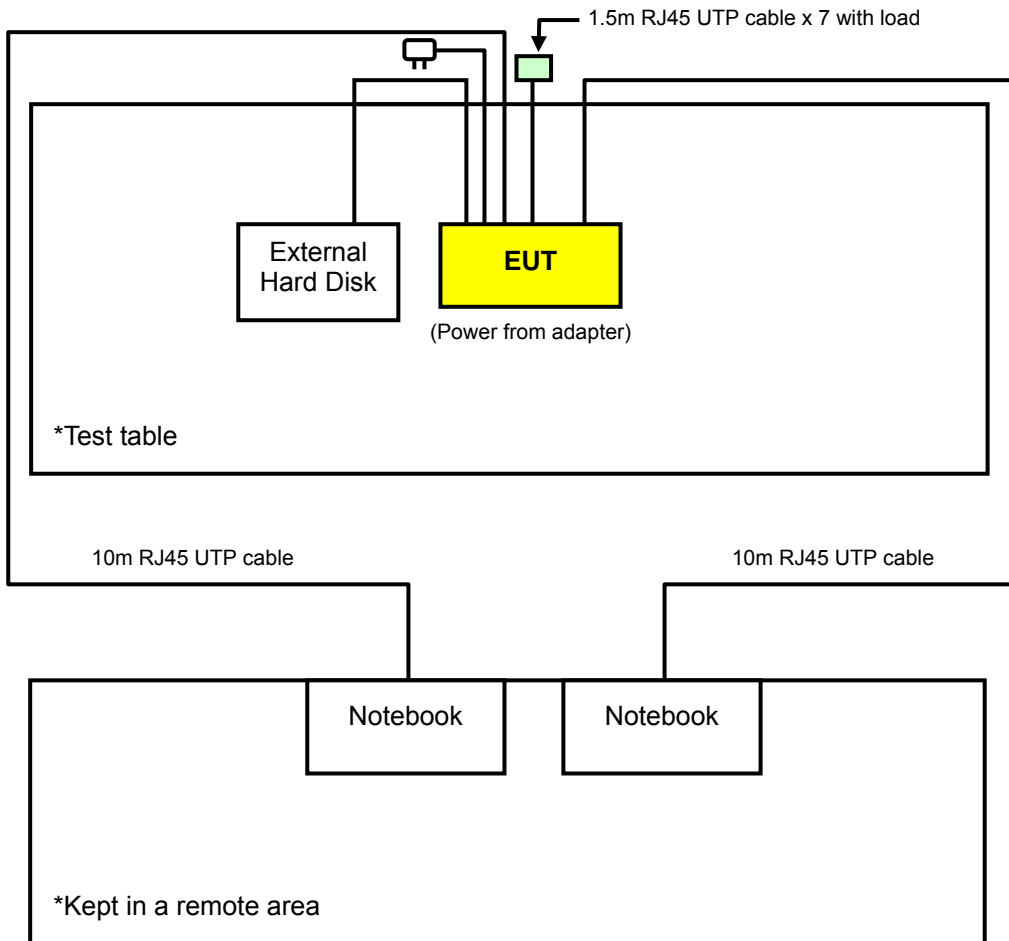 1.5m RJ45 UTP cable x 7 with load
External
Hard Disk
EUT
(Power from adapter)
*Test table
10m RJ45 UTP cable
10m RJ45 UTP cable
Notebook
Notebook
*Kept in a remote area